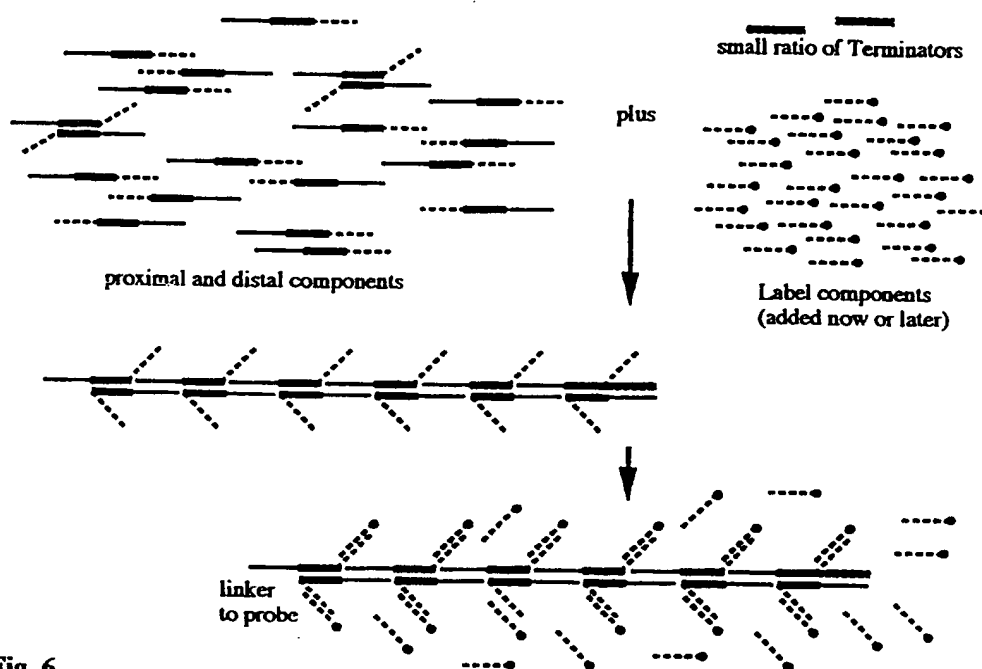 small ratio of Terminators
plus
proximal and distal components
Label components
(added now or later)
linker
to probe
Fig. 6